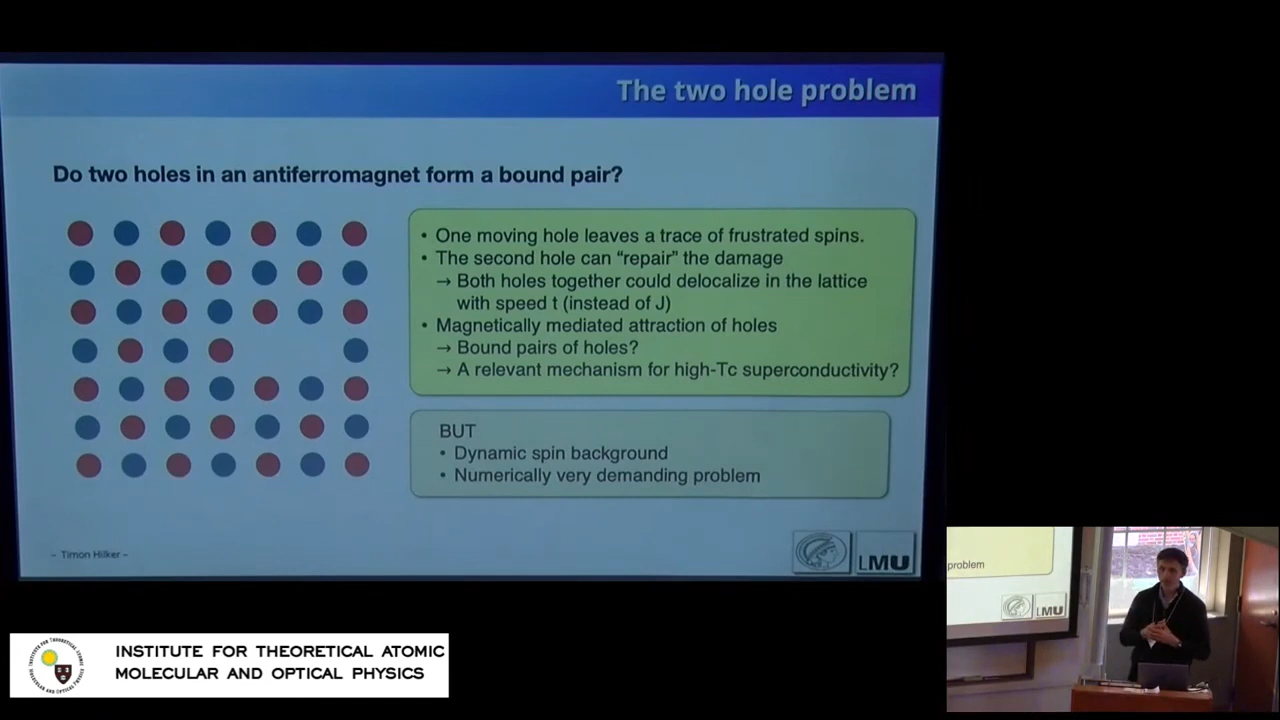 The two hole problem
Do two holes in an antiferromagnet form a bound pair?
• One moving hole leaves a trace of frustrated spins.
• The second hole can “repair” the damage
→ Both holes together could delocalize in the lattice
with speed t (instead of J)
• Magnetically mediated attraction of holes
→ Bound pairs of holes?
→ A relevant mechanism for high-Tc superconductivity?
BUT
• Dynamic spin background
• Numerically very demanding problem
– Timon Hilker –
LMU
problem
LMU
INSTITUTE FOR THEORETICAL ATOMIC
MOLECULAR AND OPTICAL PHYSICS